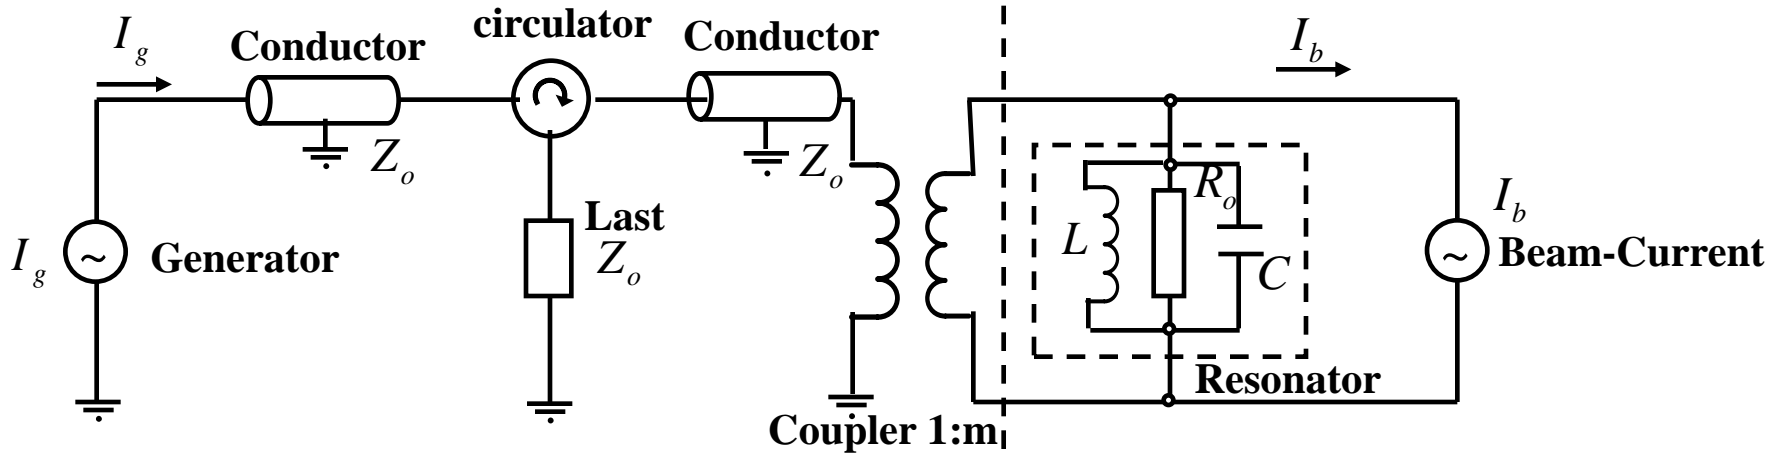 I_g
Conductor
circulator
Conductor
I_b
Z_o
Z_o
R_o
I_g
~
Generator
Last
Z_o
L
C
I_b
~
Beam-Current
Resonator
Coupler 1:m